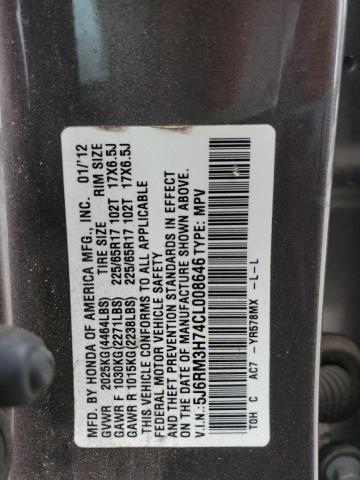 MFD. BY HONDA OF AMERICA MFG., INC. 01/'12
GVWR 2025KG(4464LBS) TIRE SIZE RIM SIZE
GAWR F 1030KG(2271LBS) 225/65R17 102T 17X6.5J
GAWR R 1015KG(2238LBS) 225/65R17 102T 17X6.5J
THIS VEHICLE CONFORMS TO ALL APPLICABLE
FEDERAL MOTOR VEHICLE SAFETY AND
THEFT PREVENTION STANDARDS IN EFFECT
ON THE DATE OF MANUFACTURE SHOWN ABOVE.
V.I.N: 5J6RM3H74CL008646 TYPE: MPV
TOH C AC7 -YR578MX -L-L